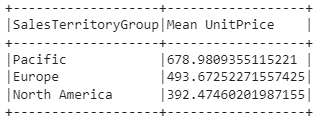 +-------------------+------------------+
|SalesTerritoryGroup|Mean UnitPrice    |
+-------------------+------------------+
|Pacific            |678.9809355115221 |
|Europe             |493.67252271557425|
|North America      |392.47460201987155|
+-------------------+------------------+